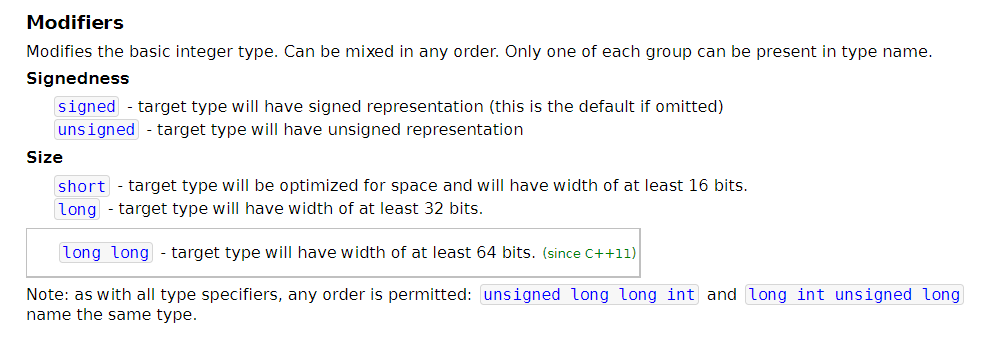 Modifiers
Modifies the basic integer type. Can be mixed in any order. Only one of each group can be present in type name.
Signedness
signed - target type will have signed representation (this is the default if omitted)
unsigned - target type will have unsigned representation
Size
short - target type will be optimized for space and will have width of at least 16 bits.
long - target type will have width of at least 32 bits.
long long - target type will have width of at least 64 bits. (since C++11)
Note: as with all type specifiers, any order is permitted: unsigned long long int and long int unsigned long
name the same type.